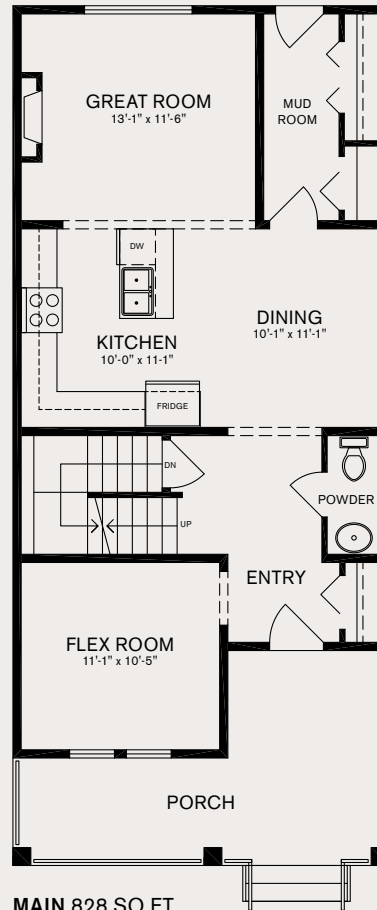 GREAT ROOM
13'-1" x 11'-6"
MUD
ROOM
DW
DINING
10'-1" x 11'-1"
KITCHEN
10'-0" x 11-1"
FRIDGE
DN
POWDER
UP
ENTRY
FLEX ROOM
11'-1" x 10'-5"
PORCH
MAIN 828 SQ FT